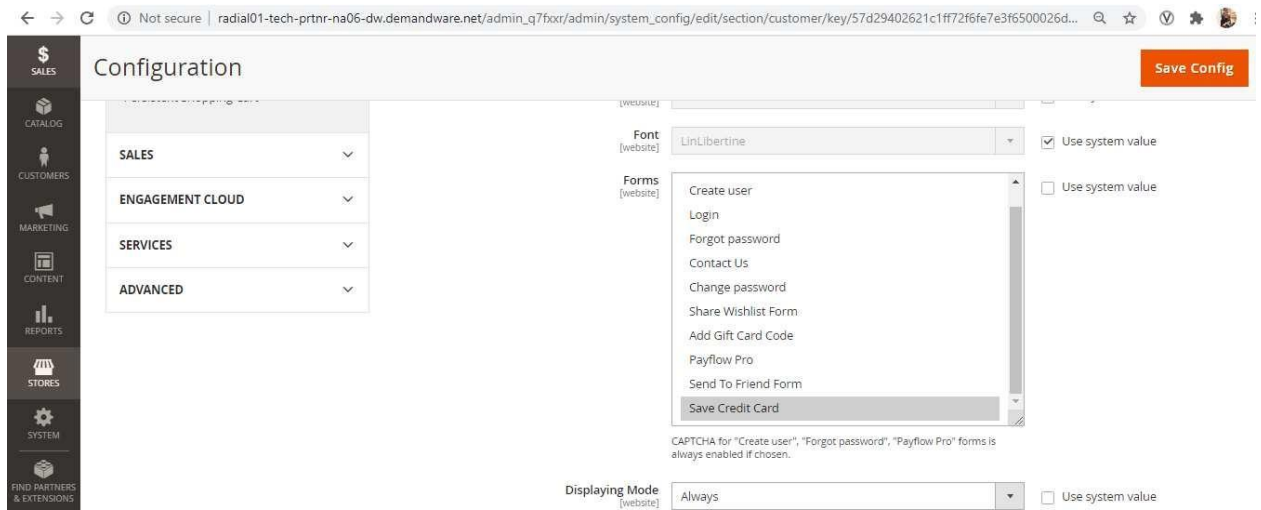 Not secure | radial01-tech-prtnr-na06-dw.demandware.net/admin_q7fxxr/admin/system_config/edit/section/customer/key/57d29402621c1ff72f6fe7e3f6500026d...
$
SALES
CATALOG
CUSTOMERS
MARKETING
CONTENT
REPORTS
STORES
SYSTEM
FIND PARTNERS
& EXTENSIONS
Configuration
Save Config
SALES
ENGAGEMENT CLOUD
SERVICES
ADVANCED
[website]
Font
[website]
LinLibertine
Use system value
Forms
[website]
Create user
Login
Forgot password
Contact Us
Change password
Share Wishlist Form
Add Gift Card Code
Payflow Pro
Send To Friend Form
Save Credit Card
Use system value
CAPTCHA for "Create user", "Forgot password", "Payflow Pro" forms is
always enabled if chosen.
Displaying Mode
[website]
Always
Use system value